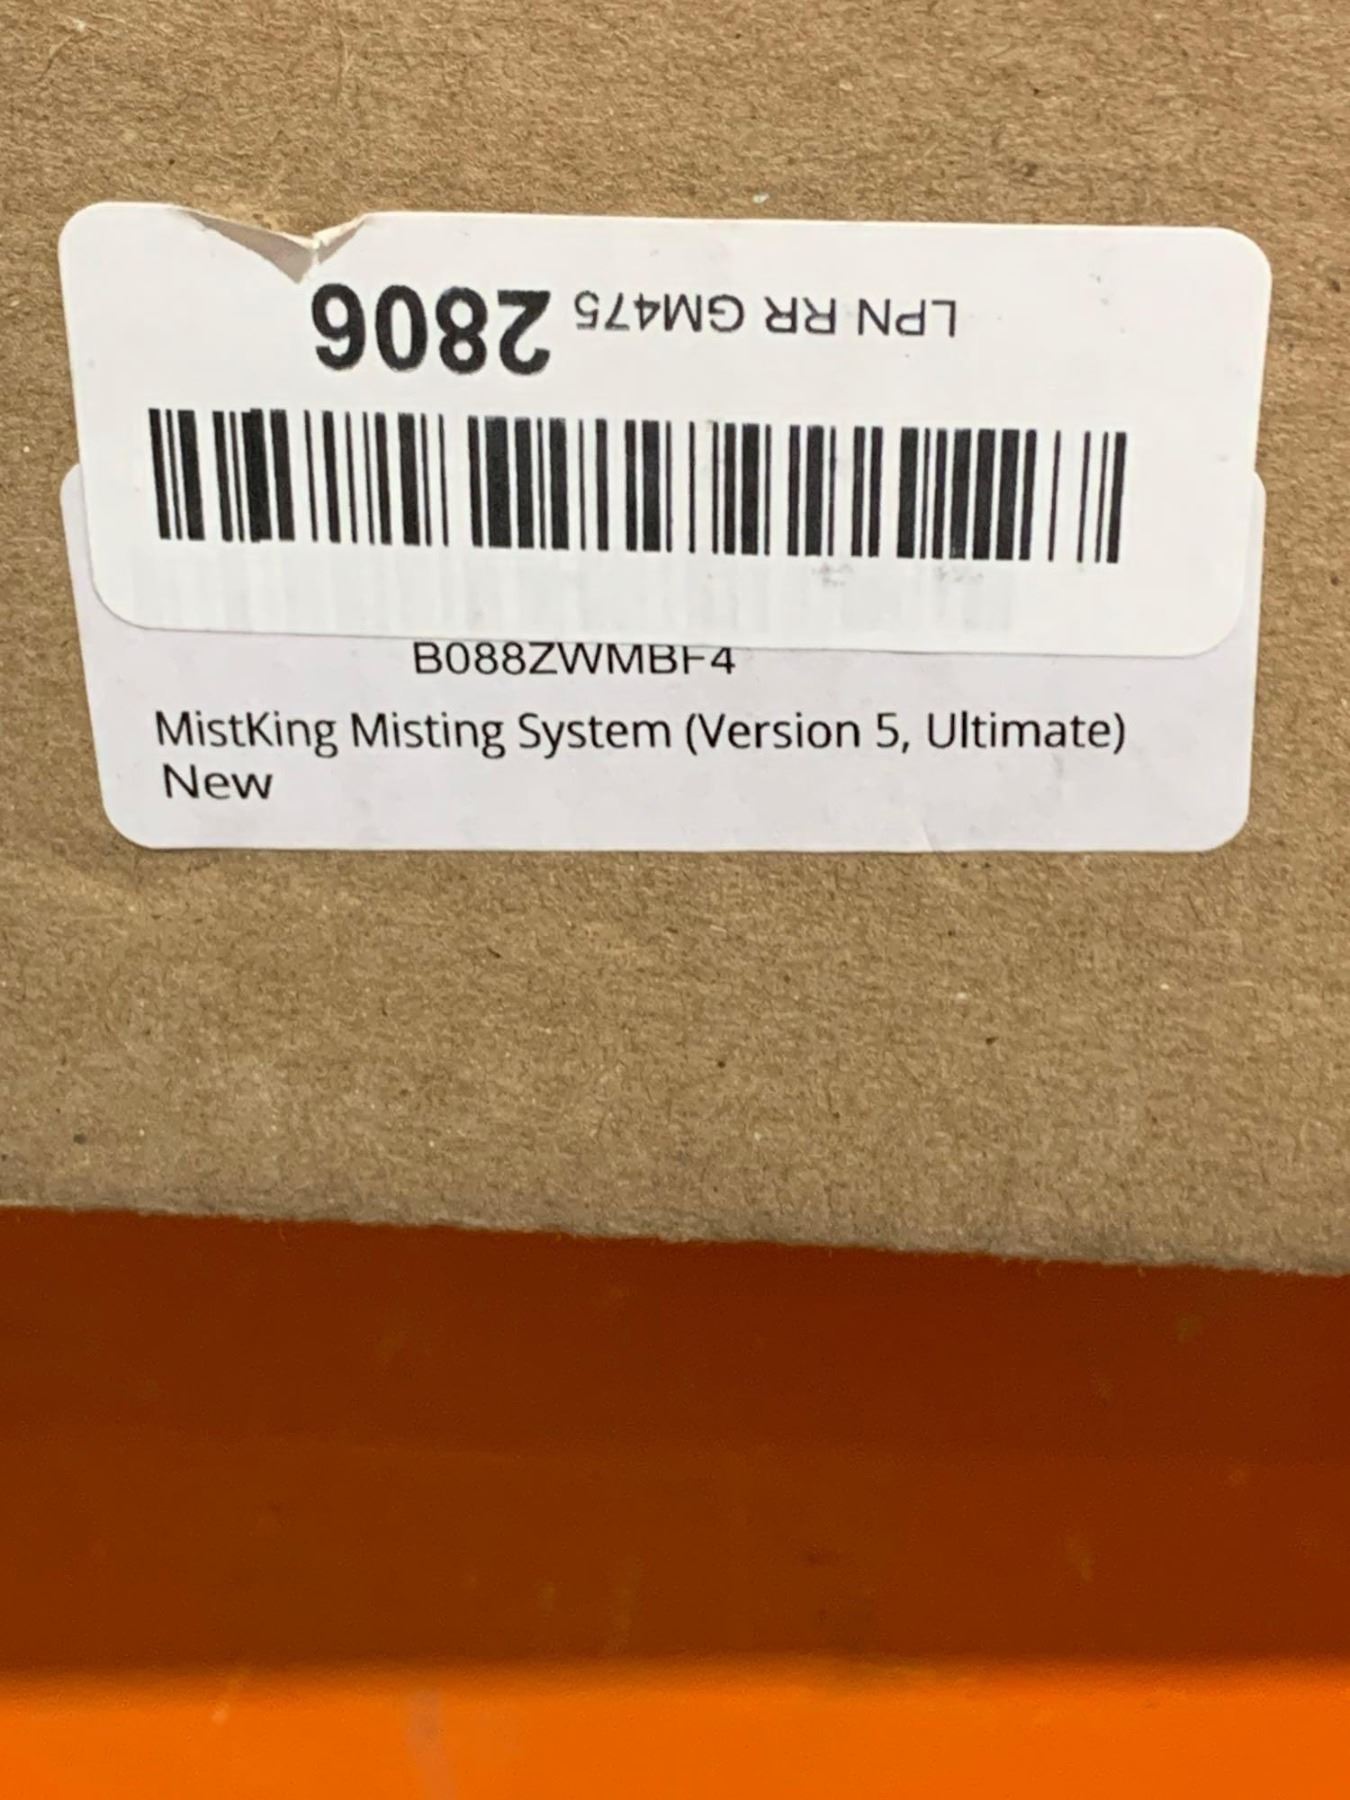 LPN RR GM475 2806
B088ZWMBF4
MistKing Misting System (Version 5, Ultimate)
New